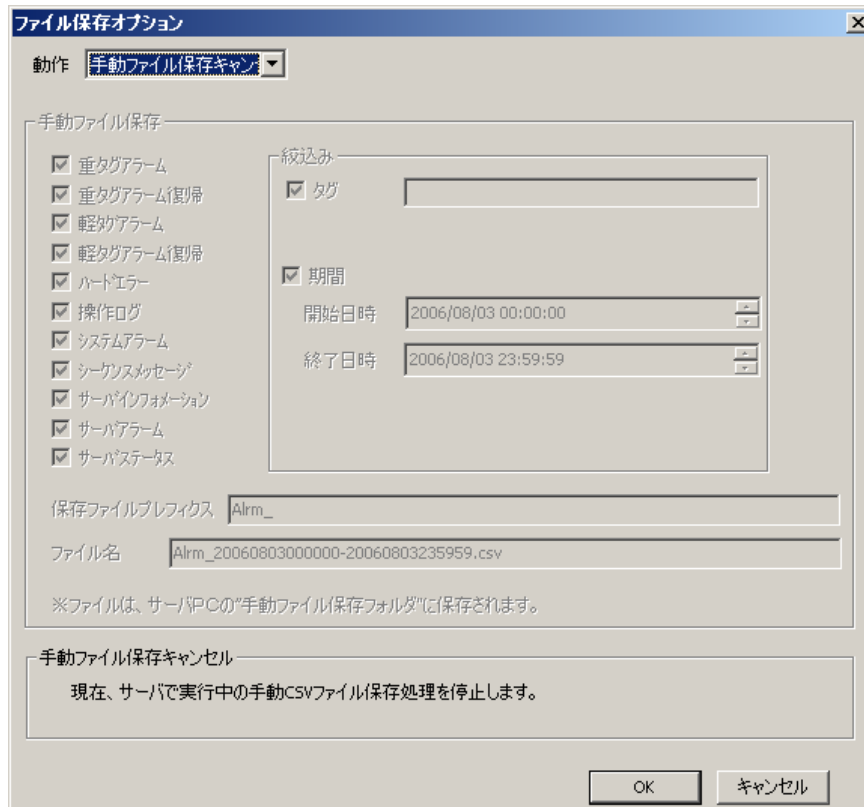 ファイル保存オプション
動作 手動ファイル保存キャン
手動ファイル保存
重タグアラーム
重タグアラーム復帰
軽タグアラーム
軽タグアラーム復帰
ハードエラー
操作ログ
システムアラーム
シーケンスメッセージ
サーバインフォメーション
サーバアラーム
サーバステータス
絞込み
タグ
期間
開始日時 2006/08/03 00:00:00
終了日時 2006/08/03 23:59:59
保存ファイルプレフィクス Alrm_
ファイル名 Alrm_20060803000000-20060803235959.csv
※ファイルは、サーバPCの"手動ファイル保存フォルダ"に保存されます。
手動ファイル保存キャンセル
現在、サーバで実行中の手動CSVファイル保存処理を停止します。
OK キャンセル